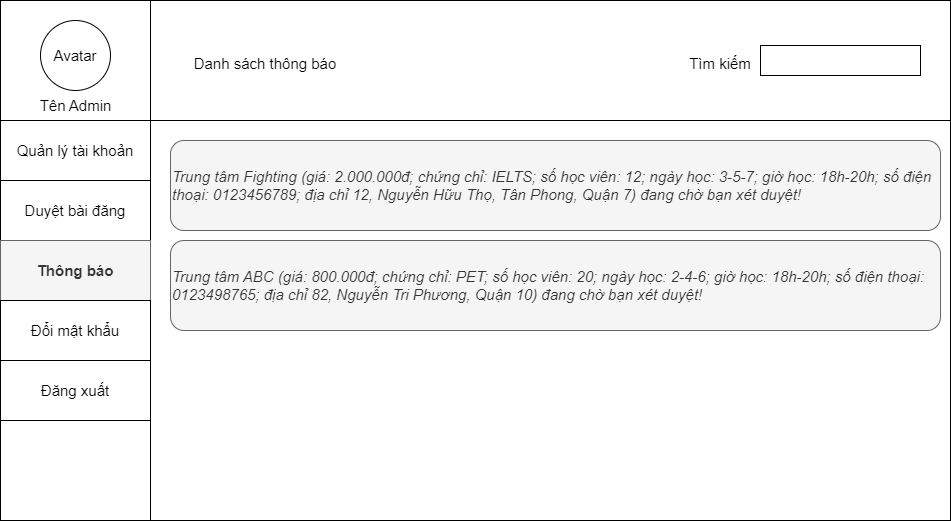 Avatar
Tên Admin
Danh sách thông báo
Tìm kiếm
Quản lý tài khoản
Duyệt bài đăng
Thông báo
Đổi mật khẩu
Đăng xuất
Trung tâm Fighting (giá: 2.000.000đ; chứng chỉ: IELTS; số học viên: 12; ngày học: 3-5-7; giờ học: 18h-20h; số điện
thoại: 0123456789; địa chỉ 12, Nguyễn Hữu Thọ, Tân Phong, Quận 7) đang chờ bạn xét duyệt!
Trung tâm ABC (giá: 800.000đ; chứng chỉ: PET; số học viên: 20; ngày học: 2-4-6; giờ học: 18h-20h; số điện thoại:
0123498765; địa chỉ 82, Nguyễn Tri Phương, Quận 10) đang chờ bạn xét duyệt!